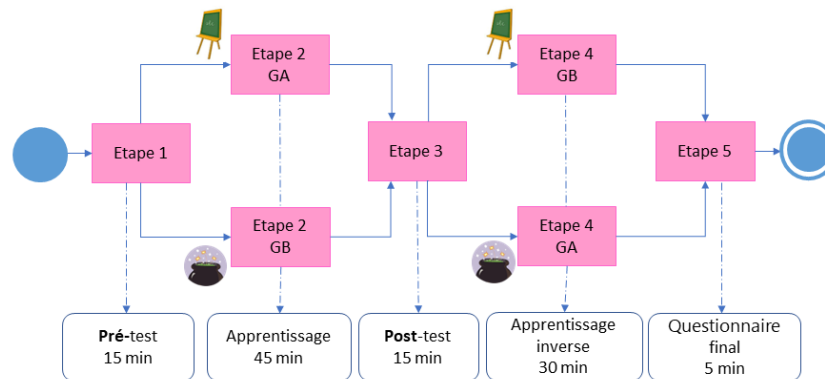 Etape 1
Etape 2
GA
Etape 2
GB
Etape 3
Etape 4
GB
Etape 4
GA
Etape 5
Pré-test
15 min
Apprentissage
45 min
Post-test
15 min
Apprentissage
inverse
30 min
Questionnaire
final
5 min